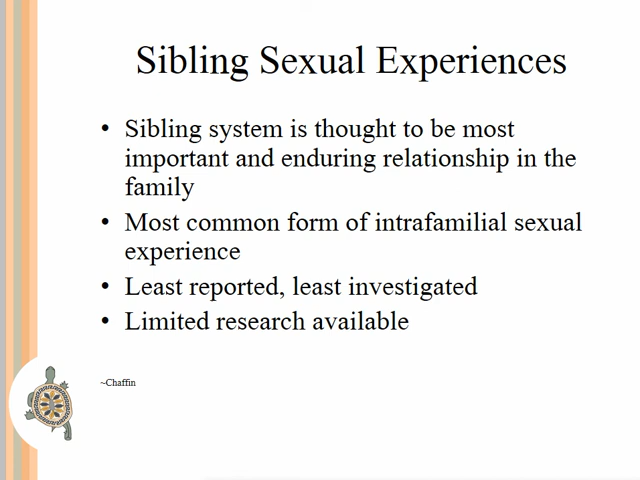 Sibling Sexual Experiences
• Sibling system is thought to be most
important and enduring relationship in the
family
• Most common form of intrafamilial sexual
experience
• Least reported, least investigated
• Limited research available
~Chaffin